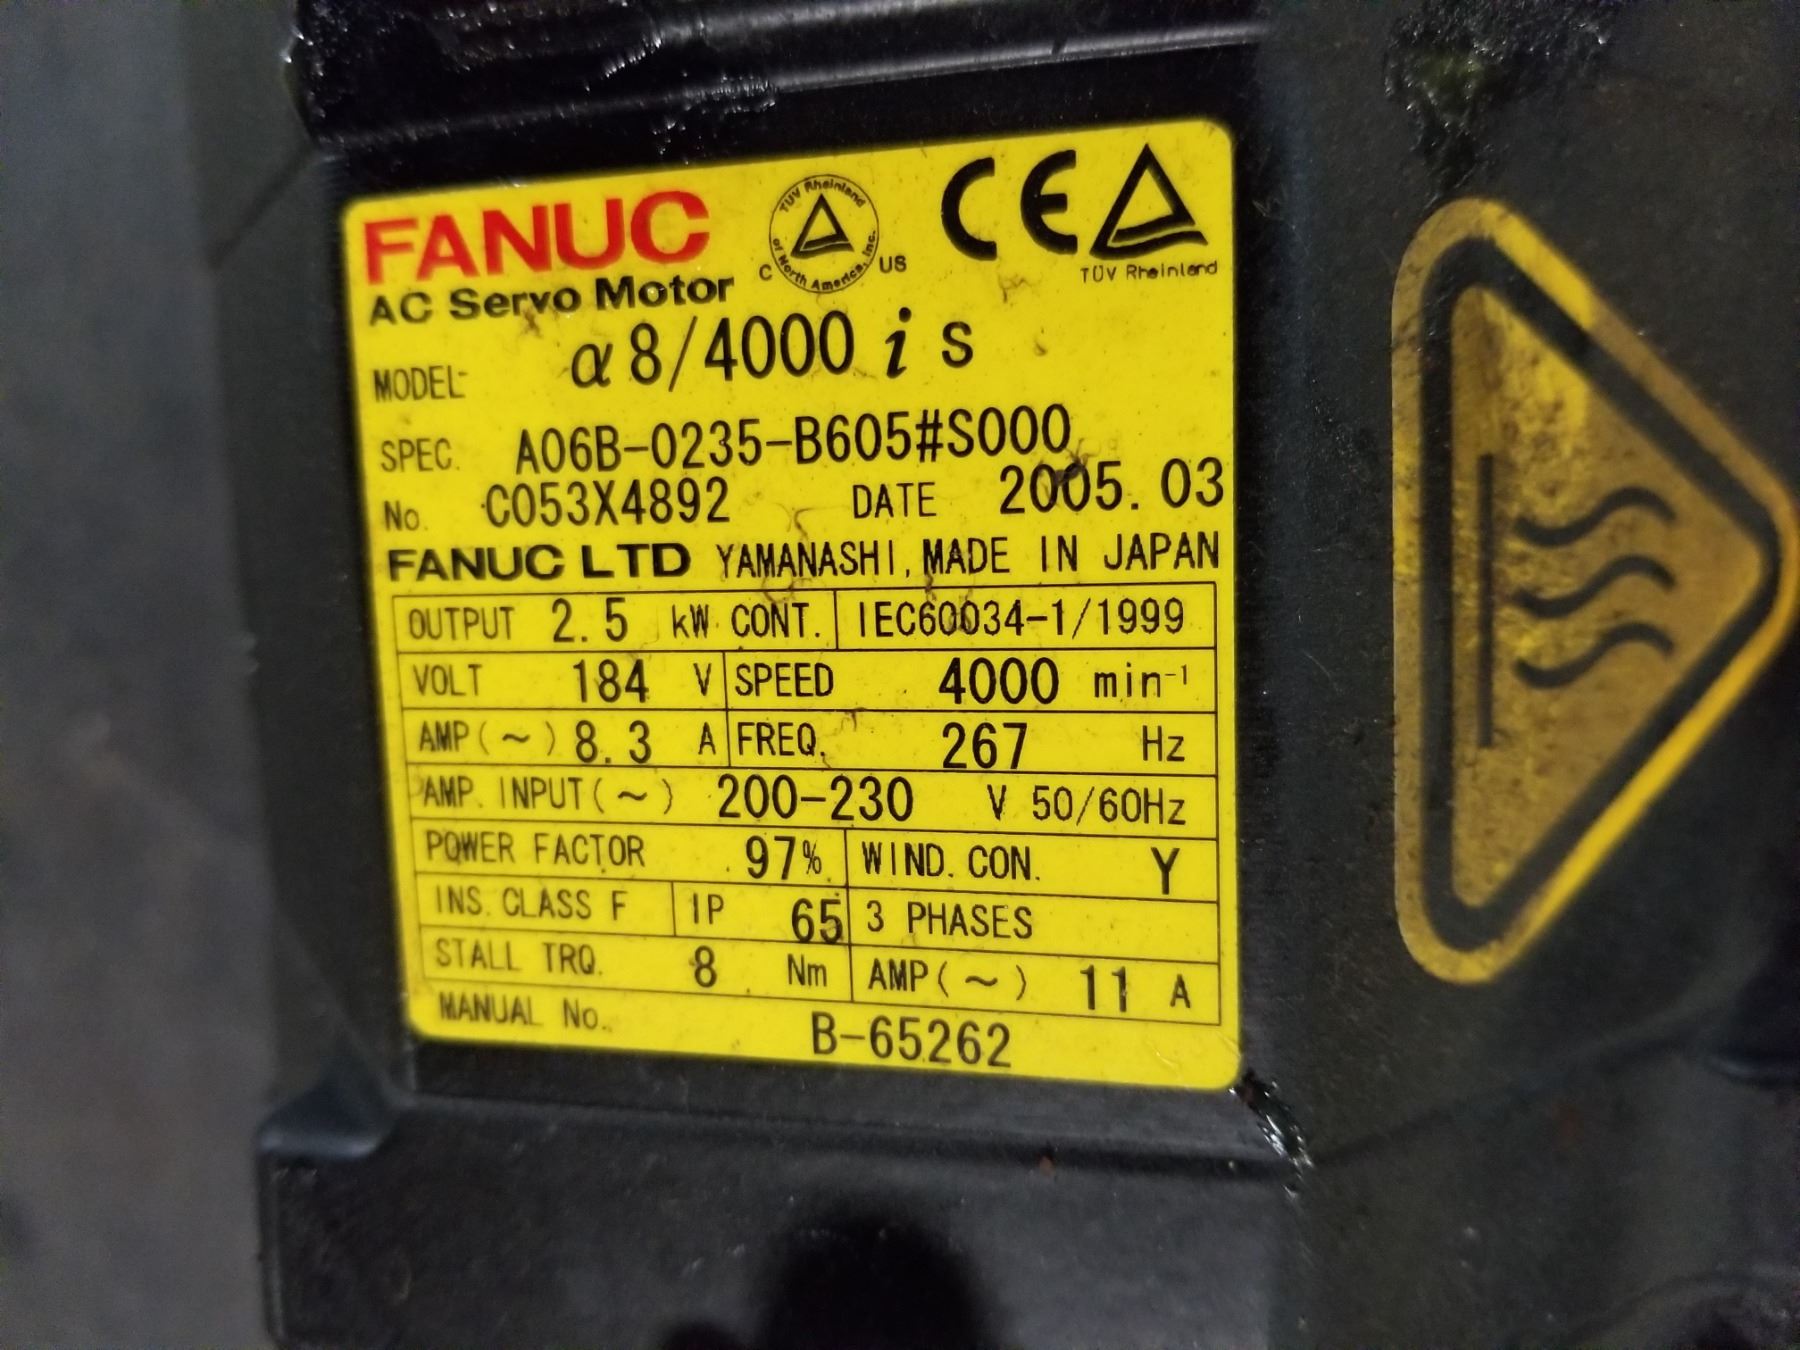 FANUC
TÜV Rheinland
of North America, Inc.
C US
CE
TÜV Rheinland
AC Servo Motor
MODEL α8/4000 i s
SPEC. A06B-0235-B605#S000
No. C053X4892 DATE 2005.03
FANUC LTD YAMANASHI, MADE IN JAPAN
OUTPUT 2.5 kW CONT. IEC60034-1/1999
VOLT 184 V SPEED 4000 min⁻¹
AMP(~) 8.3 A FREQ. 267 Hz
AMP. INPUT(~) 200-230 V 50/60Hz
POWER FACTOR 97% WIND. CON. Y
INS. CLASS F IP 65 3 PHASES
STALL TRQ. 8 Nm AMP(~) 11 A
MANUAL No. B-65262